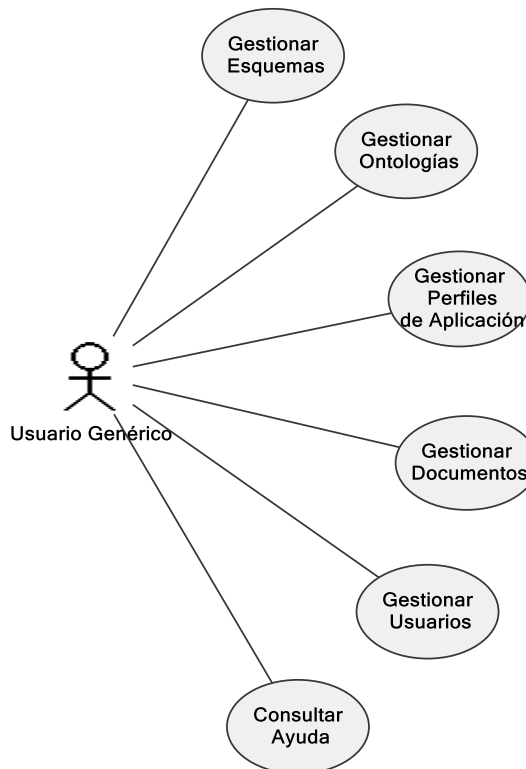 Gestionar
Esquemas
Gestionar
Ontologías
Gestionar
Perfiles
de Aplicación
Usuario Genérico
Gestionar
Documentos
Gestionar
Usuarios
Consultar
Ayuda